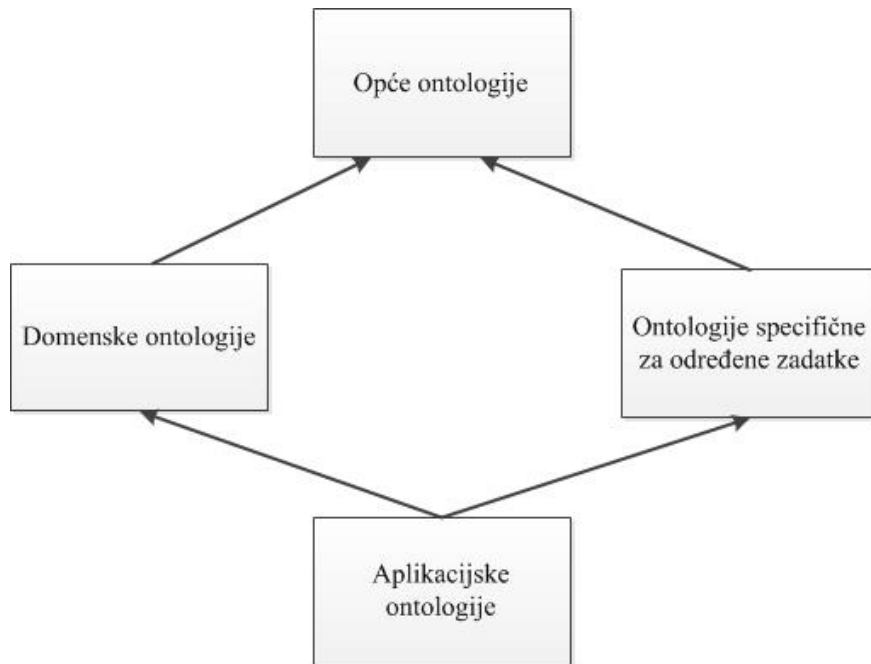 Opće ontologije
Domenske ontologije
Ontologije specifične
za određene zadatke
Aplikacijske
ontologije